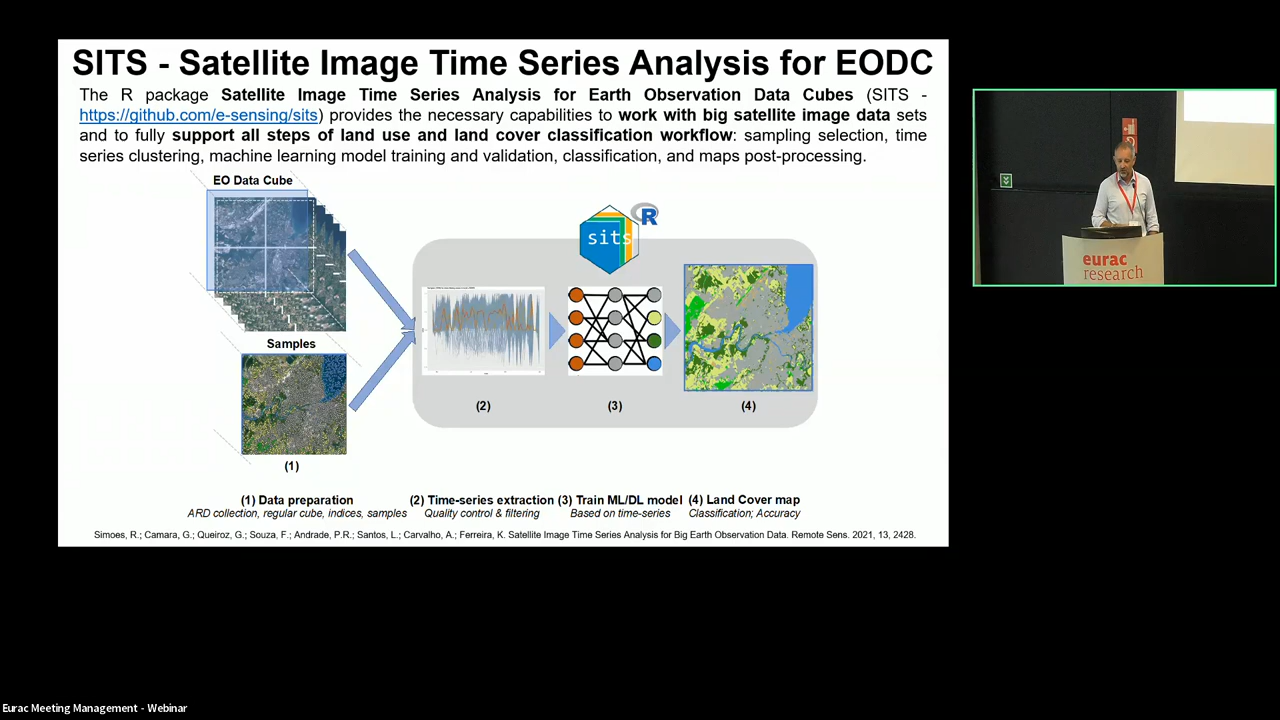 SITS - Satellite Image Time Series Analysis for EODC
The R package Satellite Image Time Series Analysis for Earth Observation Data Cubes (SITS -
https://github.com/e-sensing/sits) provides the necessary capabilities to work with big satellite image data sets
and to fully support all steps of land use and land cover classification workflow: sampling selection, time
series clustering, machine learning model training and validation, classification, and maps post-processing.
EO Data Cube
R
sits
Samples
(1)
(2)
(3)
(4)
(1) Data preparation
ARD collection, regular cube, indices, samples
(2) Time-series extraction
Quality control & filtering
(3) Train ML/DL model
Based on time-series
(4) Land Cover map
Classification; Accuracy
Simoes, R.; Camara, G.; Queiroz, G.; Souza, F.; Andrade, P.R.; Santos, L.; Carvalho, A.; Ferreira, K. Satellite Image Time Series Analysis for Big Earth Observation Data. Remote Sens. 2021, 13, 2428.
eurac
research
Eurac Meeting Management - Webinar